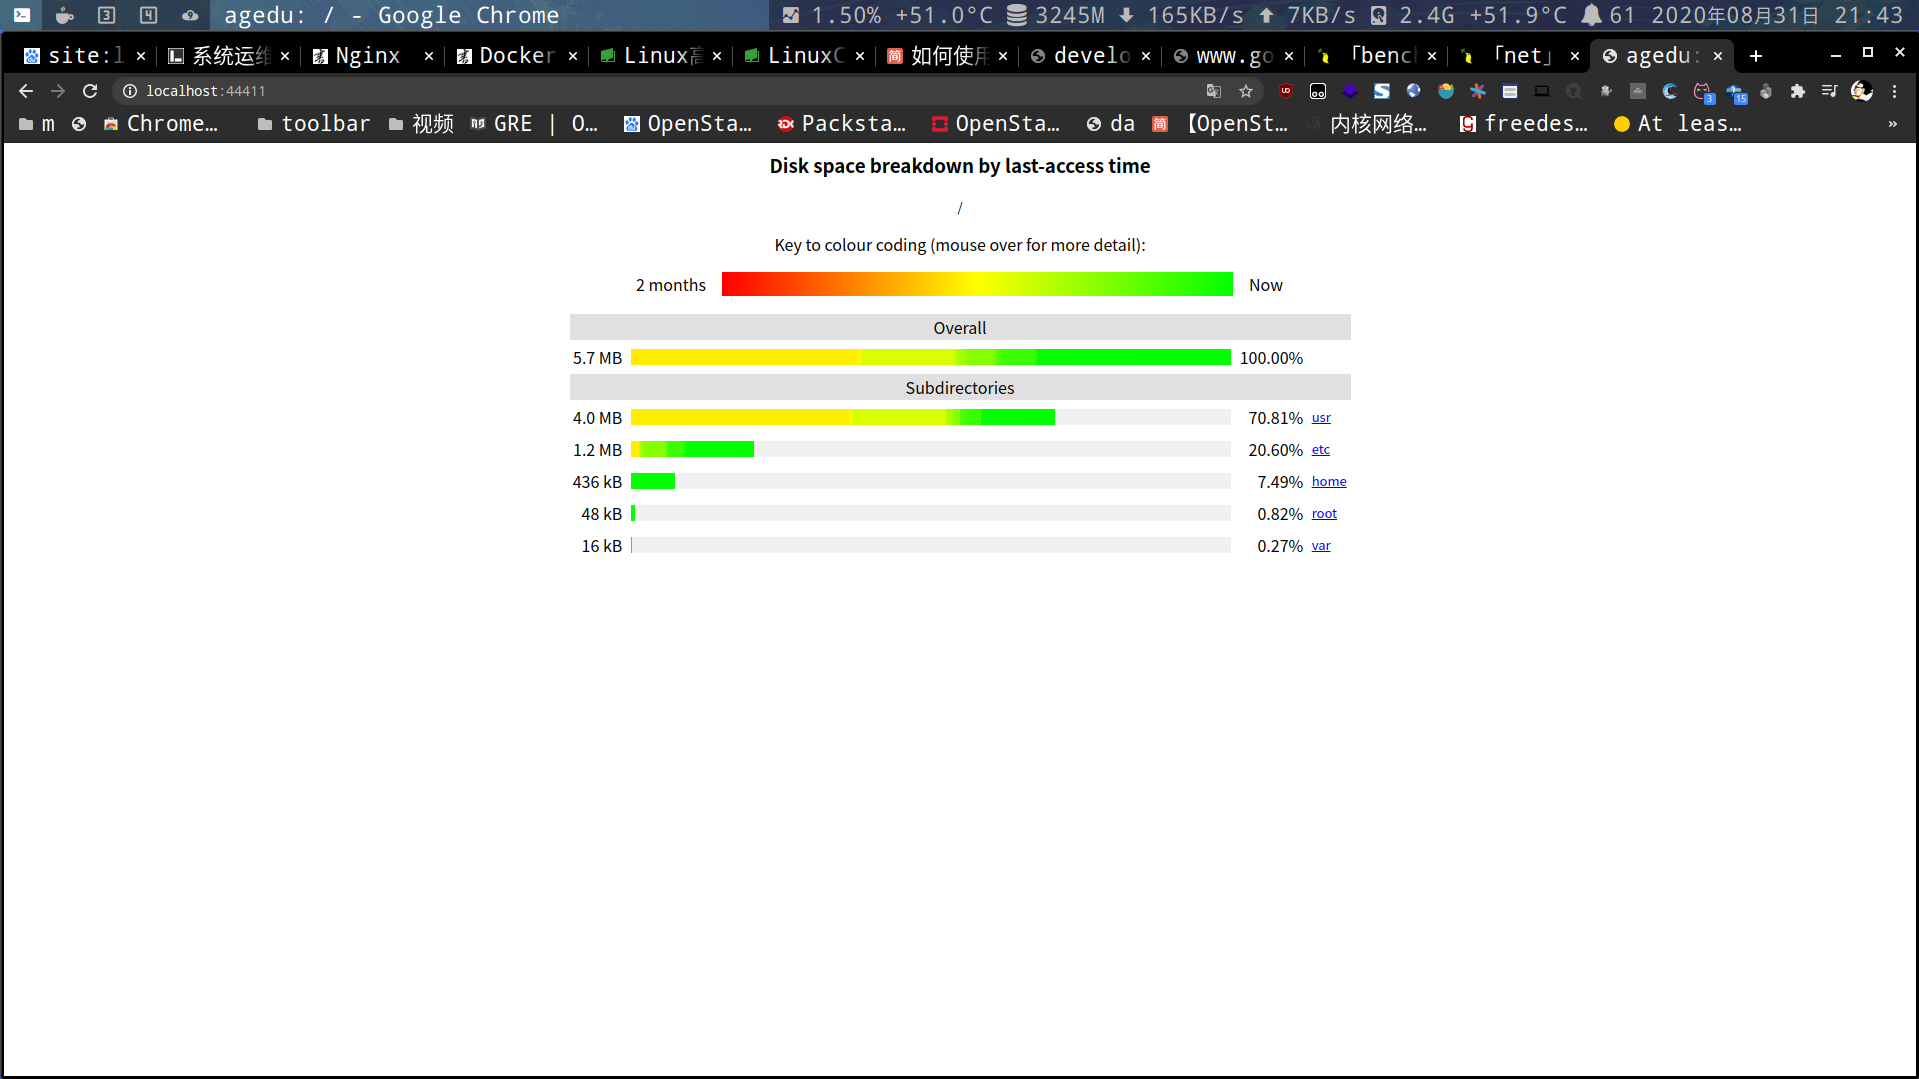 agedu: / - Google Chrome 1.50% +51.0°C 3245M 165KB/s 7KB/s 2.4G +51.9°C 61 2020年08月31日 21:43
site:l 系统运维 Nginx Docker Linux高 LinuxC 如何使用 develo www.go 「benc 「net」 agedu:
localhost:44411
m Chrome… toolbar 视频 GRE | O… OpenSta… Packsta… OpenSta… da 【OpenSt… 内核网络… freedes… At leas… »
Disk space breakdown by last-access time
/
Key to colour coding (mouse over for more detail):
2 months Now
Overall
5.7 MB 100.00%
Subdirectories
4.0 MB 70.81% usr
1.2 MB 20.60% etc
436 kB 7.49% home
48 kB 0.82% root
16 kB 0.27% var